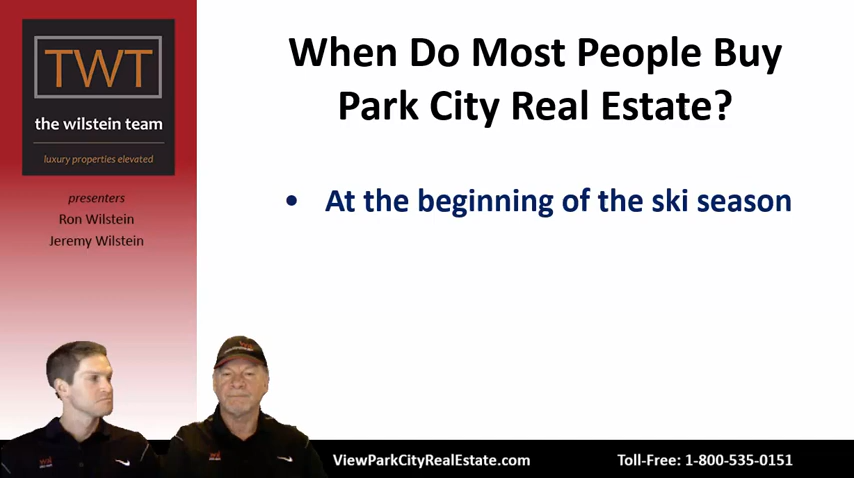 TWT
the wilstein team
luxury properties elevated
presenters
Ron Wilstein
Jeremy Wilstein
When Do Most People Buy
Park City Real Estate?
• At the beginning of the ski season
ViewParkCityRealEstate.com
Toll-Free: 1-800-535-0151